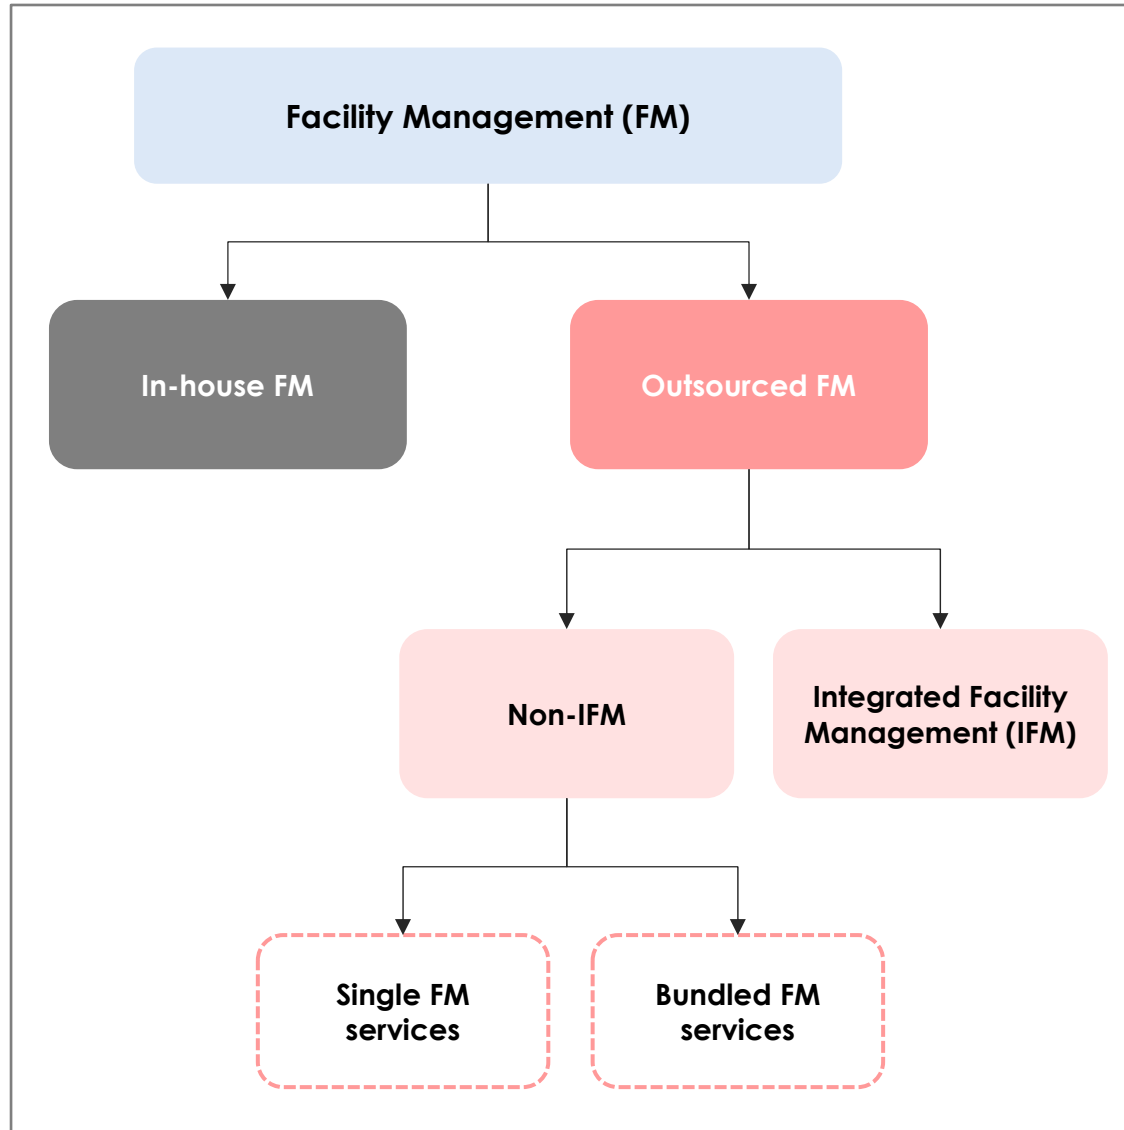 Facility Management (FM)
In-house FM
Outsourced FM
Non-IFM
Integrated Facility
Management (IFM)
Single FM
services
Bundled FM
services